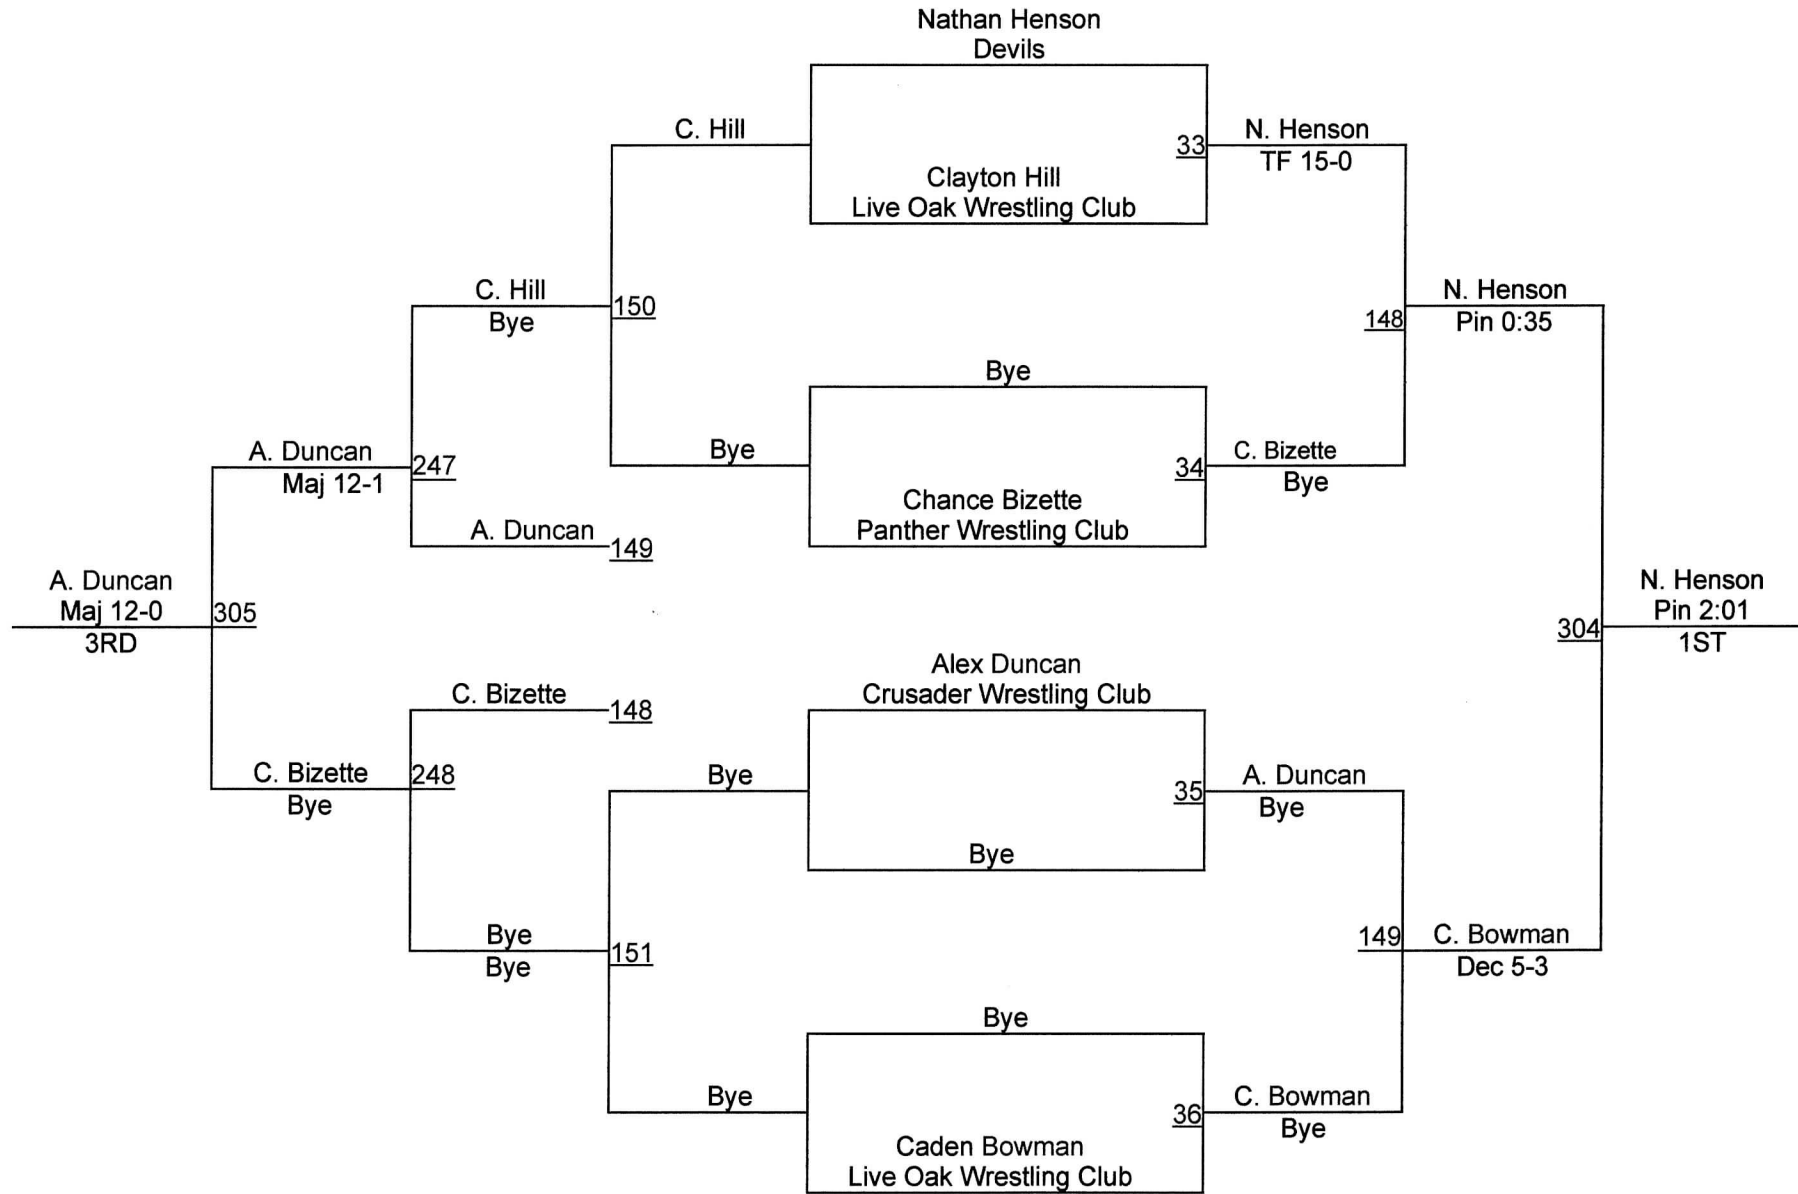 Nathan Henson
Devils
C. Hill
33
N. Henson
TF 15-0
Clayton Hill
Live Oak Wrestling Club
C. Hill
Bye
150
148
N. Henson
Pin 0:35
Bye
A. Duncan
Maj 12-1
247
Bye
34
C. Bizette
Bye
Chance Bizette
Panther Wrestling Club
A. Duncan
149
A. Duncan
Maj 12-0
3RD
305
304
N. Henson
Pin 2:01
1ST
Alex Duncan
Crusader Wrestling Club
C. Bizette
148
C. Bizette
Bye
248
Bye
35
A. Duncan
Bye
Bye
Bye
Bye
151
149
C. Bowman
Dec 5-3
Bye
Bye
36
C. Bowman
Bye
Caden Bowman
Live Oak Wrestling Club